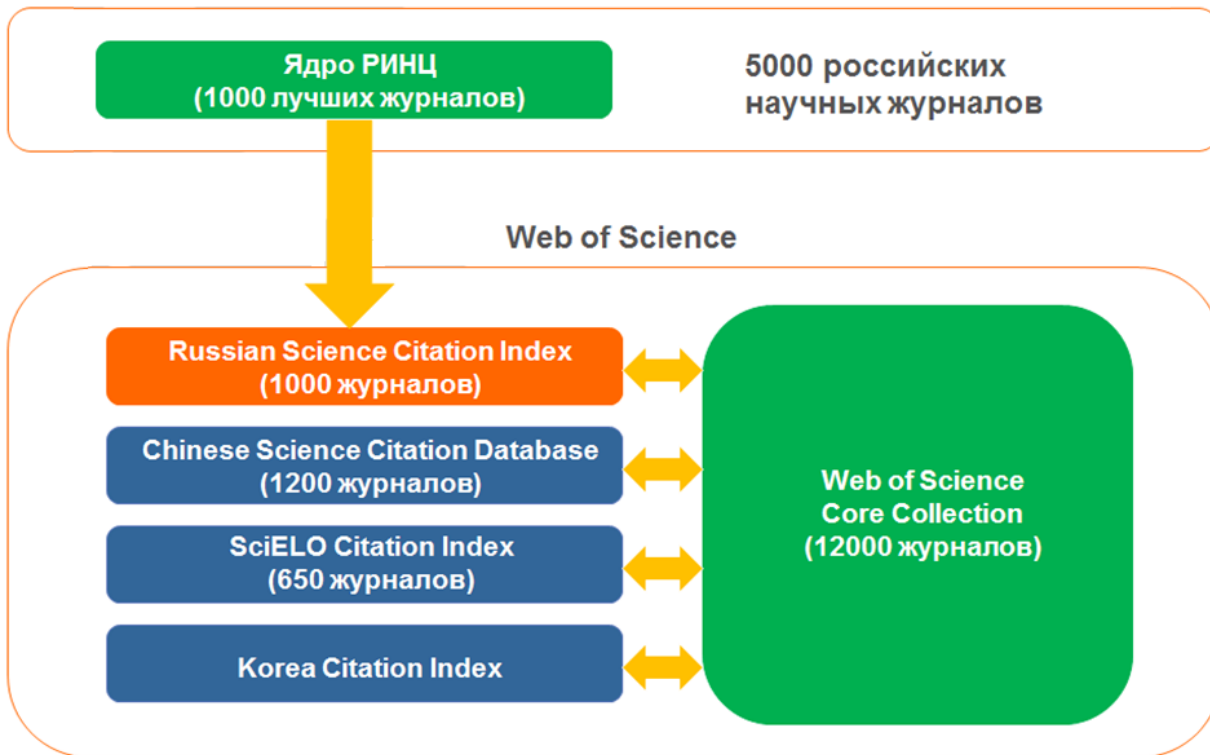 Ядро РИНЦ
(1000 лучших журналов)
5000 российских
научных журналов
Web of Science
Russian Science Citation Index
(1000 журналов)
Chinese Science Citation Database
(1200 журналов)
SciELO Citation Index
(650 журналов)
Korea Citation Index
Web of Science
Core Collection
(12000 журналов)